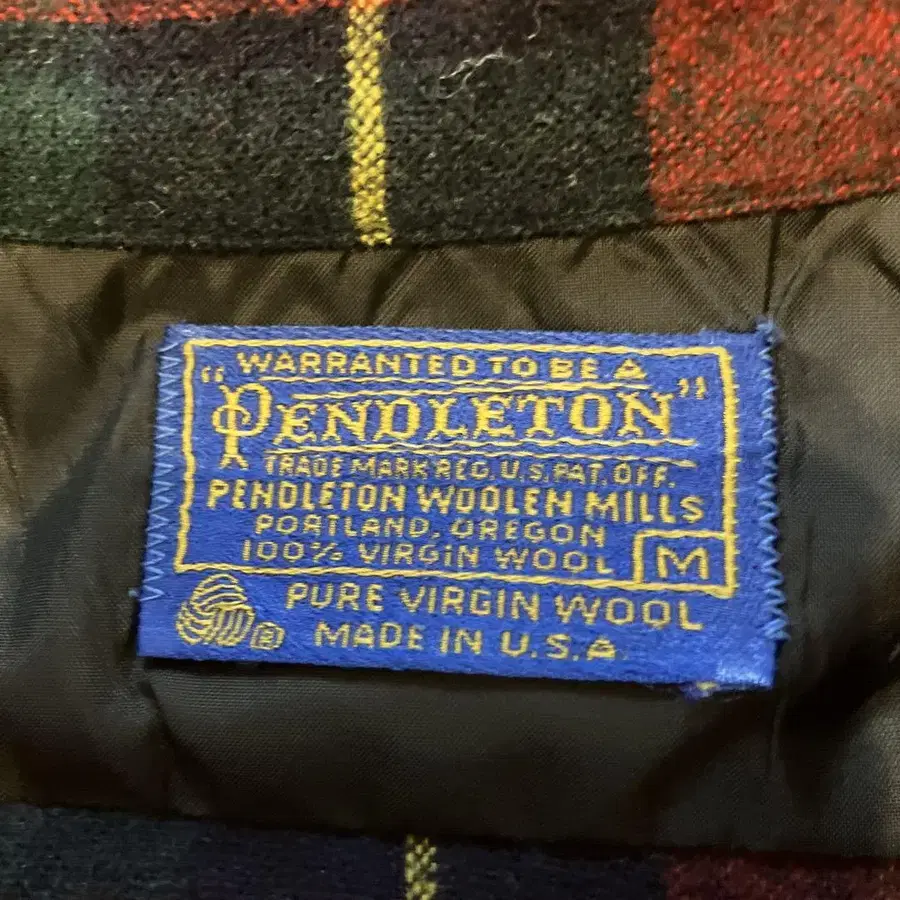 WARRANTED TO BE A
"PENDLETON"
TRADE MARK REG. U.S. PAT. OFF.
PENDLETON WOOLEN MILLS
PORTLAND, OREGON
100% VIRGIN WOOL
M
PURE VIRGIN WOOL
® MADE IN U.S.A.